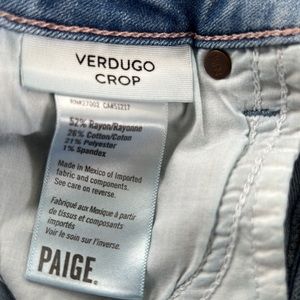 VERDUGO
CROP
52% Rayon/Rayonne
26% Cotton/Coton
21% Polyester
1% Spandex
Made in Mexico of Imported
fabric and components.
See care on reverse.
Fabriqué aux Mexique à partir
de tissus et composants
importés
Voir le soin sur l'inverse.
PAIGE.